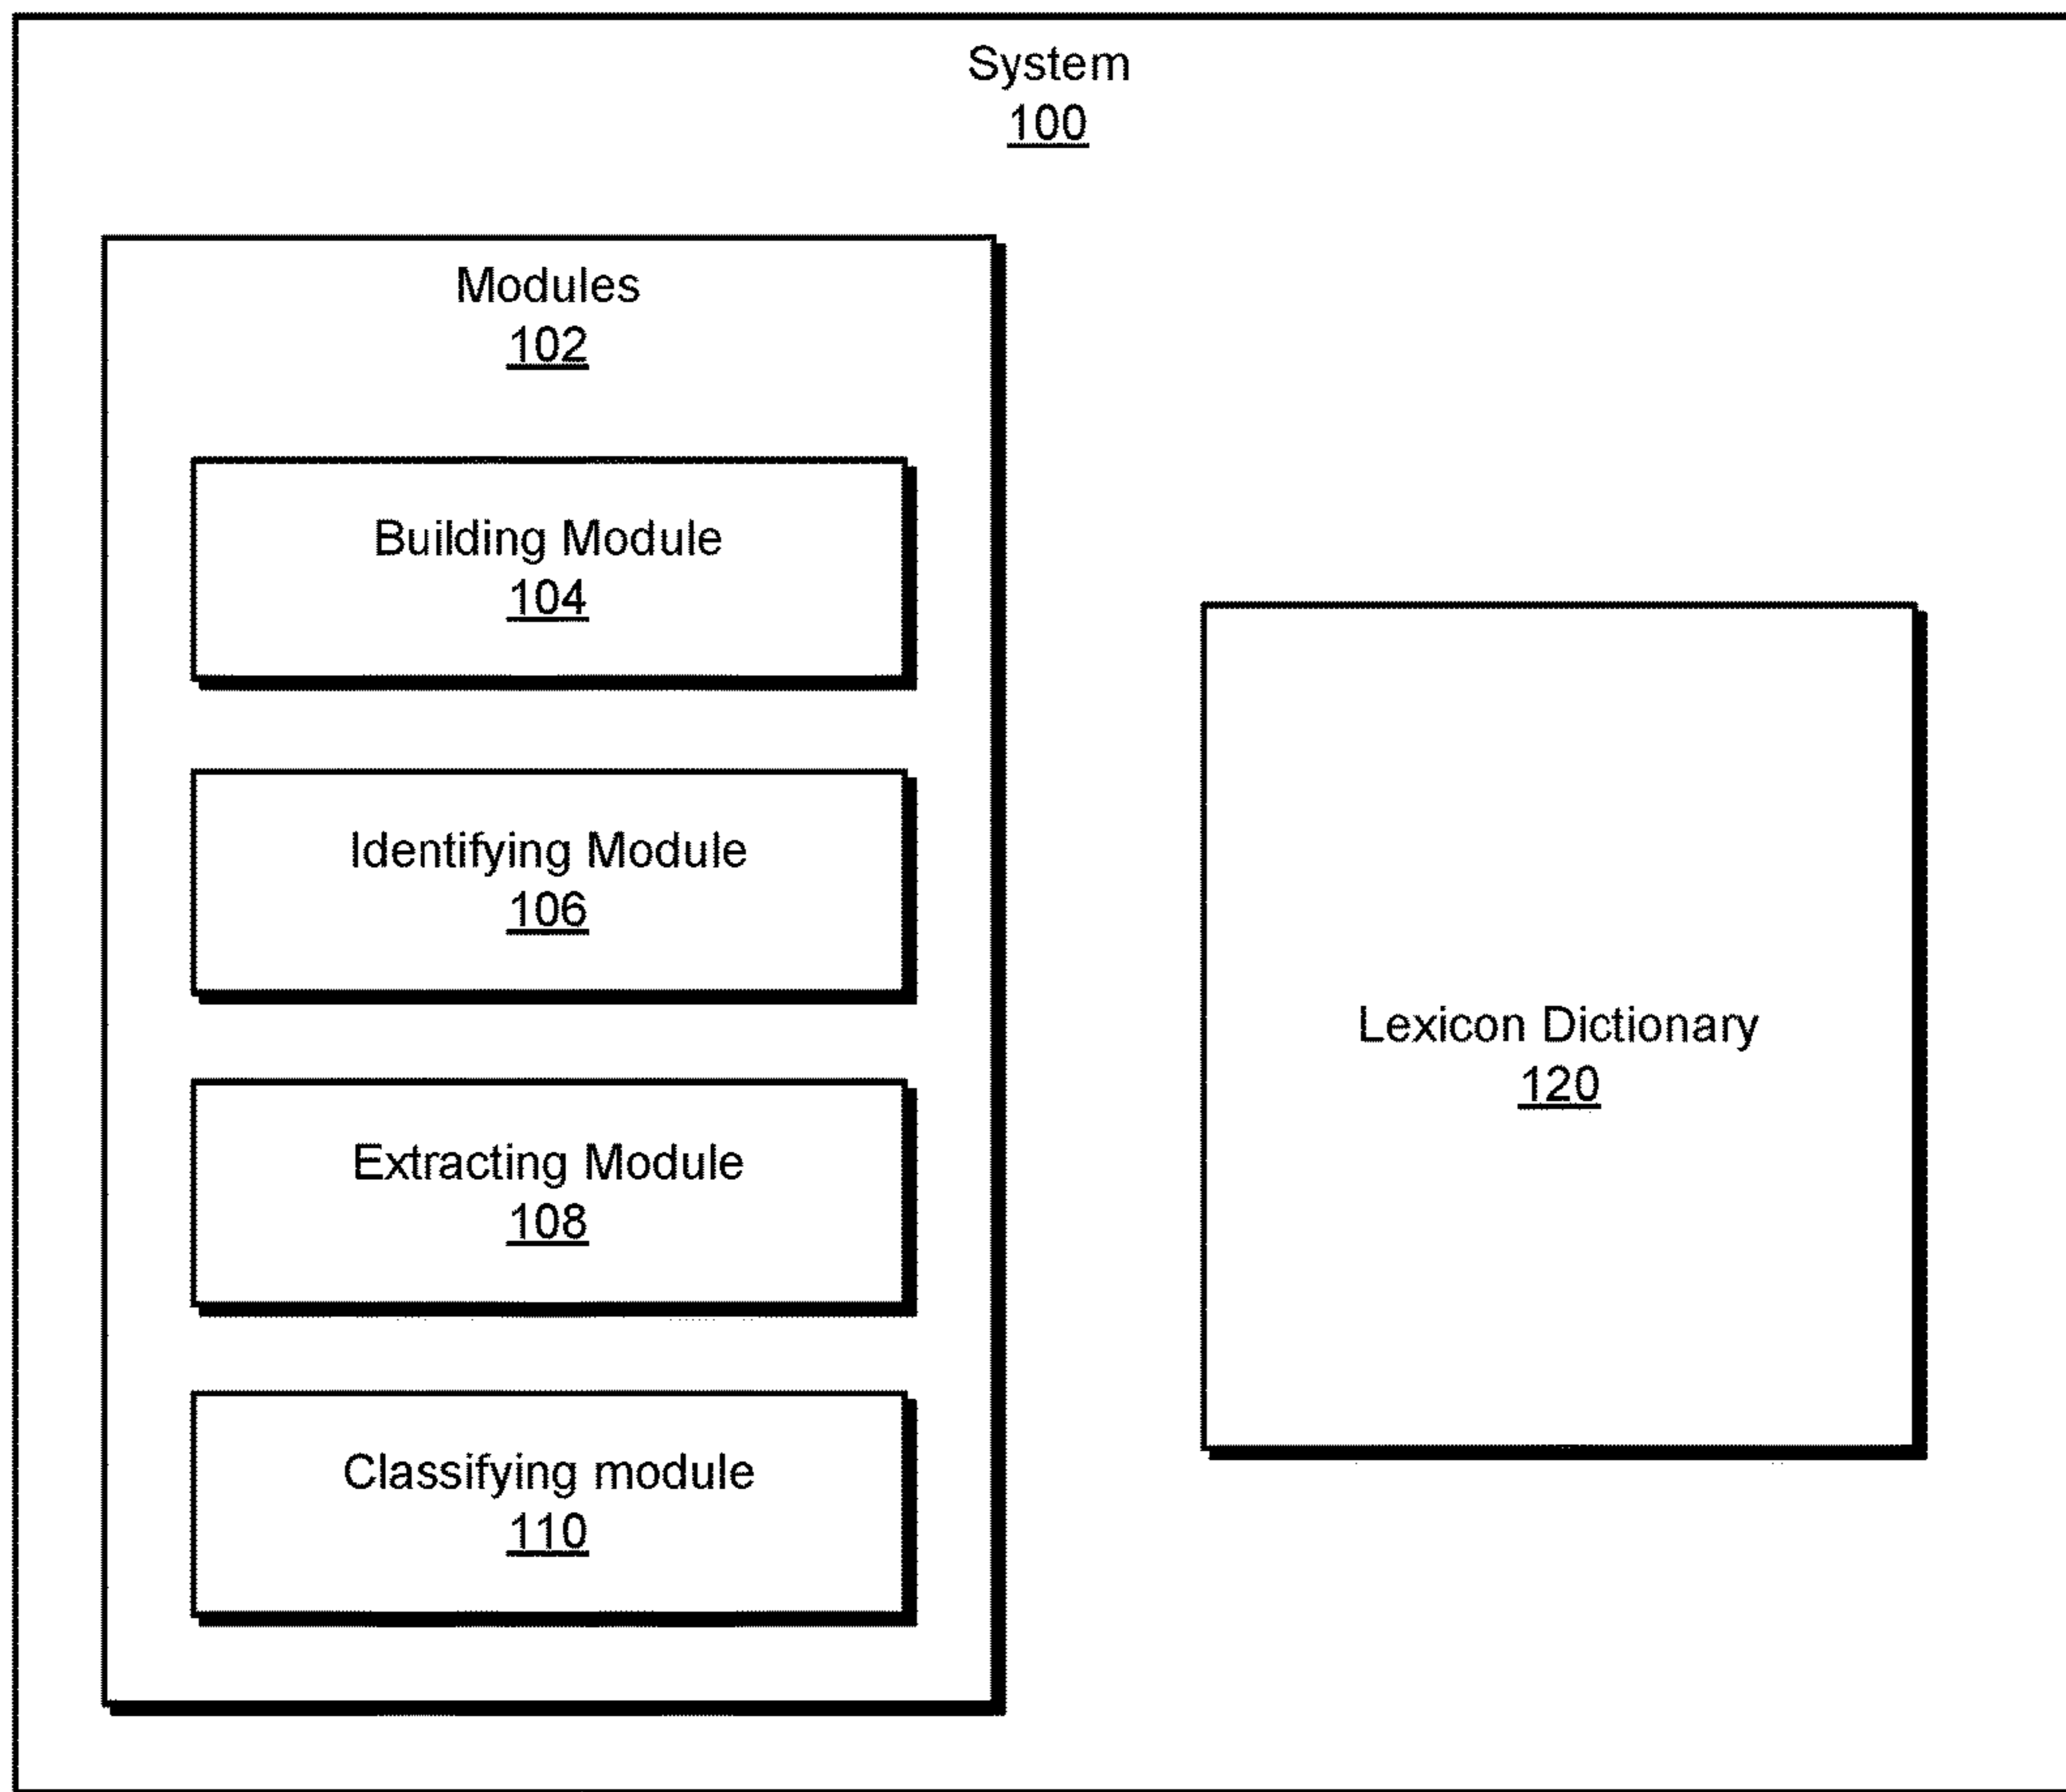 System
100
Modules
102
Building Module
104
Identifying Module
106
Extracting Module
108
Classifying module
110
Lexicon Dictionary
120